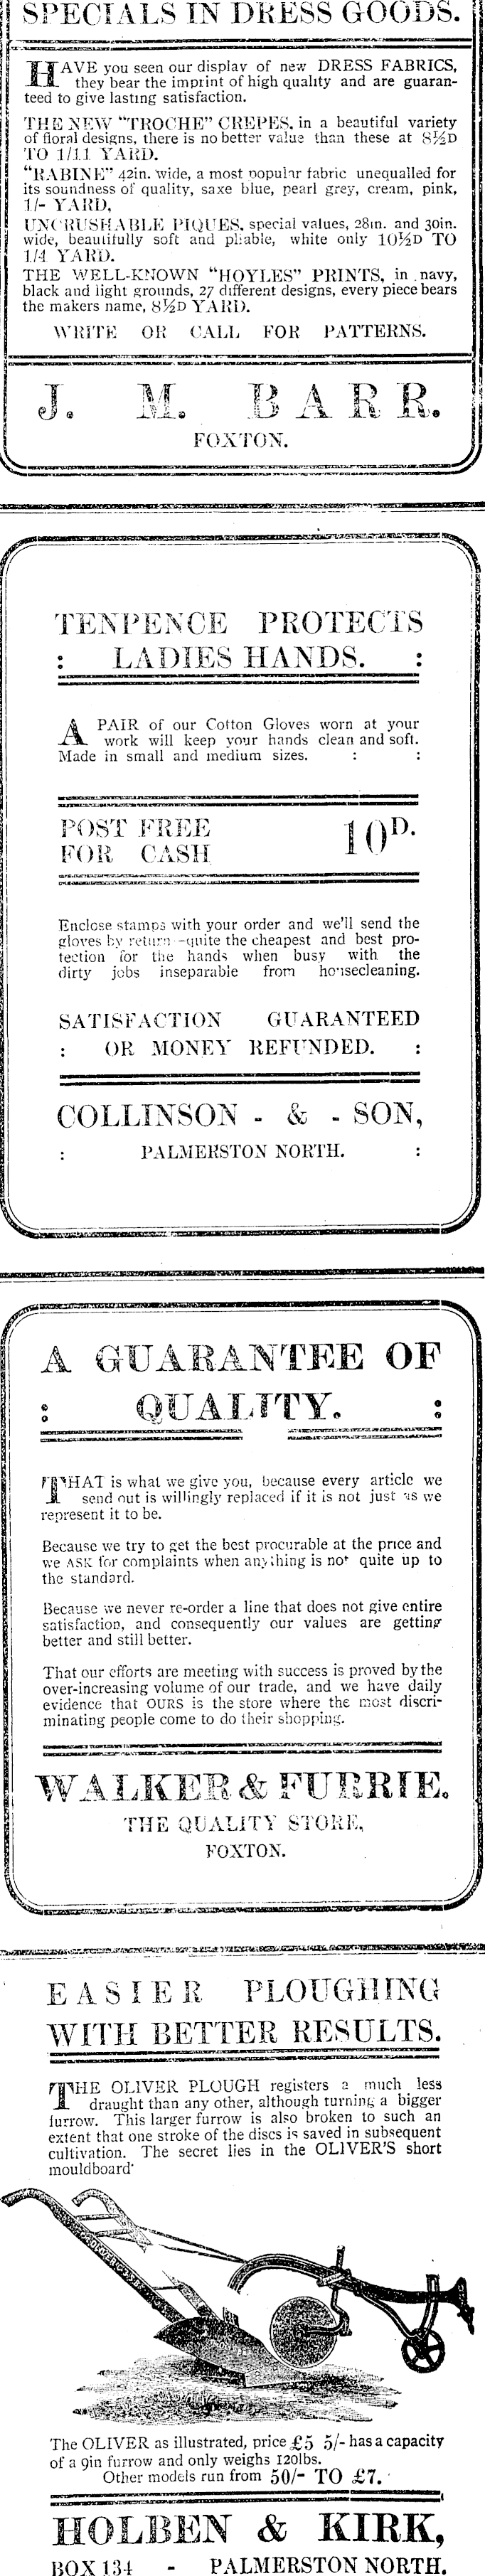 SPECIALS IN DRESS GOODS.
HAVE you seen our display of new DRESS FABRICS,
they bear the imprint of high quality and are guaran-
teed to give lasting satisfaction.
THE NEW "TROCHE" CREPES, in a beautiful variety
of floral designs, there is no better value than these at 8½D
TO 1/11 YARD.
"RABINE" 42in. wide, a most popular fabric unequalled for
its soundness of quality, saxe blue, pearl grey, cream, pink,
1/- YARD,
UNCRUSHABLE PIQUES, special values, 28in. and 30in.
wide, beautifully soft and pliable, white only 10½D TO
1/4 YARD.
THE WELL-KNOWN "HOYLES" PRINTS, in navy,
black and light grounds, 27 different designs, every piece bears
the makers name, 8½D YARD.
WRITE OR CALL FOR PATTERNS.
J. M. BARR.
FOXTON.
TENPENCE PROTECTS
: LADIES HANDS. :
A PAIR of our Cotton Gloves worn at your
work will keep your hands clean and soft.
Made in small and medium sizes. : :
POST FREE
FOR CASH 10D.
Enclose stamps with your order and we'll send the
gloves by return—quite the cheapest and best pro-
tection for the hands when busy with the
dirty jobs inseparable from housecleaning.
SATISFACTION GUARANTEED
: OR MONEY REFUNDED. :
COLLINSON - & - SON,
: PALMERSTON NORTH. :
A GUARANTEE OF
: QUALITY. :
THAT is what we give you, because every article we
send out is willingly replaced if it is not just as we
represent it to be.
Because we try to get the best procurable at the price and
we ASK for complaints when anything is not quite up to
the standard.
Because we never re-order a line that does not give entire
satisfaction, and consequently our values are getting
better and still better.
That our efforts are meeting with success is proved by the
over-increasing volume of our trade, and we have daily
evidence that OURS is the store where the most discri-
minating people come to do their shopping.
WALKER & FURRIE.
THE QUALITY STORE,
FOXTON.
EASIER PLOUGHING
WITH BETTER RESULTS.
THE OLIVER PLOUGH registers a much less
draught than any other, although turning a bigger
furrow. This larger furrow is also broken to such an
extent that one stroke of the discs is saved in subsequent
cultivation. The secret lies in the OLIVER'S short
mouldboard'
The OLIVER as illustrated, price £5 5/- has a capacity
of a 9in furrow and only weighs 120lbs.
Other models run from 50/- TO £7.
HOLBEN & KIRK,
BOX 134 - PALMERSTON NORTH.